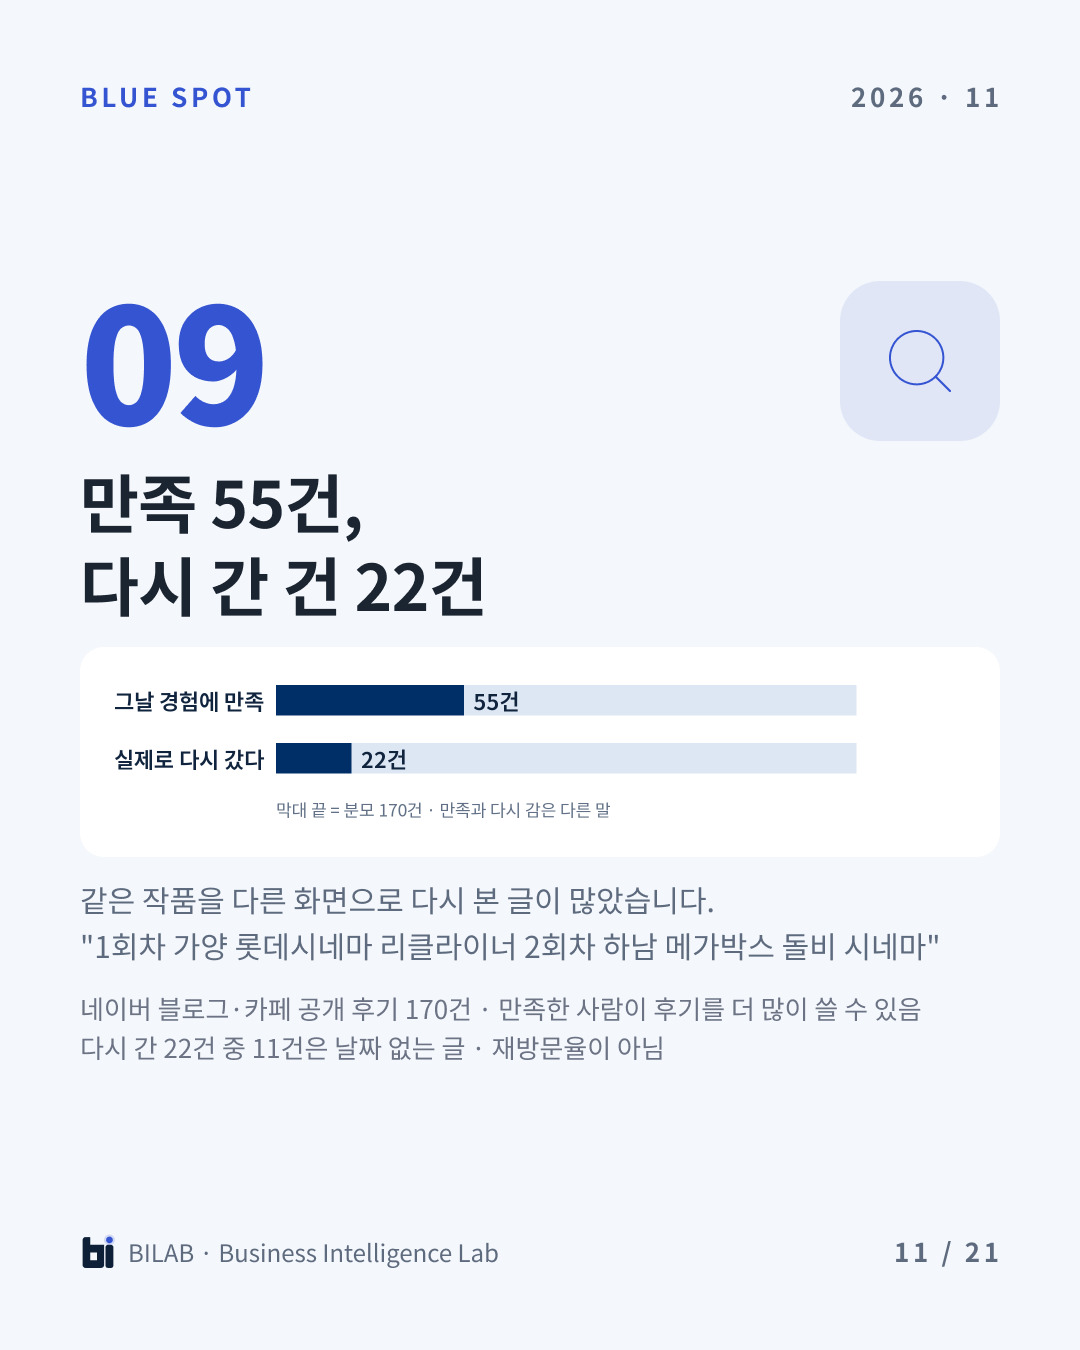 BLUE SPOT
2026 · 11
09
만족 55건,
다시 간 건 22건
그날 경험에 만족 55건
실제로 다시 갔다 22건
막대 끝 = 분모 170건 · 만족과 다시 감은 다른 말
같은 작품을 다른 화면으로 다시 본 글이 많았습니다.
"1회차 가양 롯데시네마 리클라이너 2회차 하남 메가박스 돌비 시네마"
네이버 블로그·카페 공개 후기 170건 · 만족한 사람이 후기를 더 많이 쓸 수 있음
다시 간 22건 중 11건은 날짜 없는 글 · 재방문율이 아님
bi BILAB · Business Intelligence Lab
11 / 21